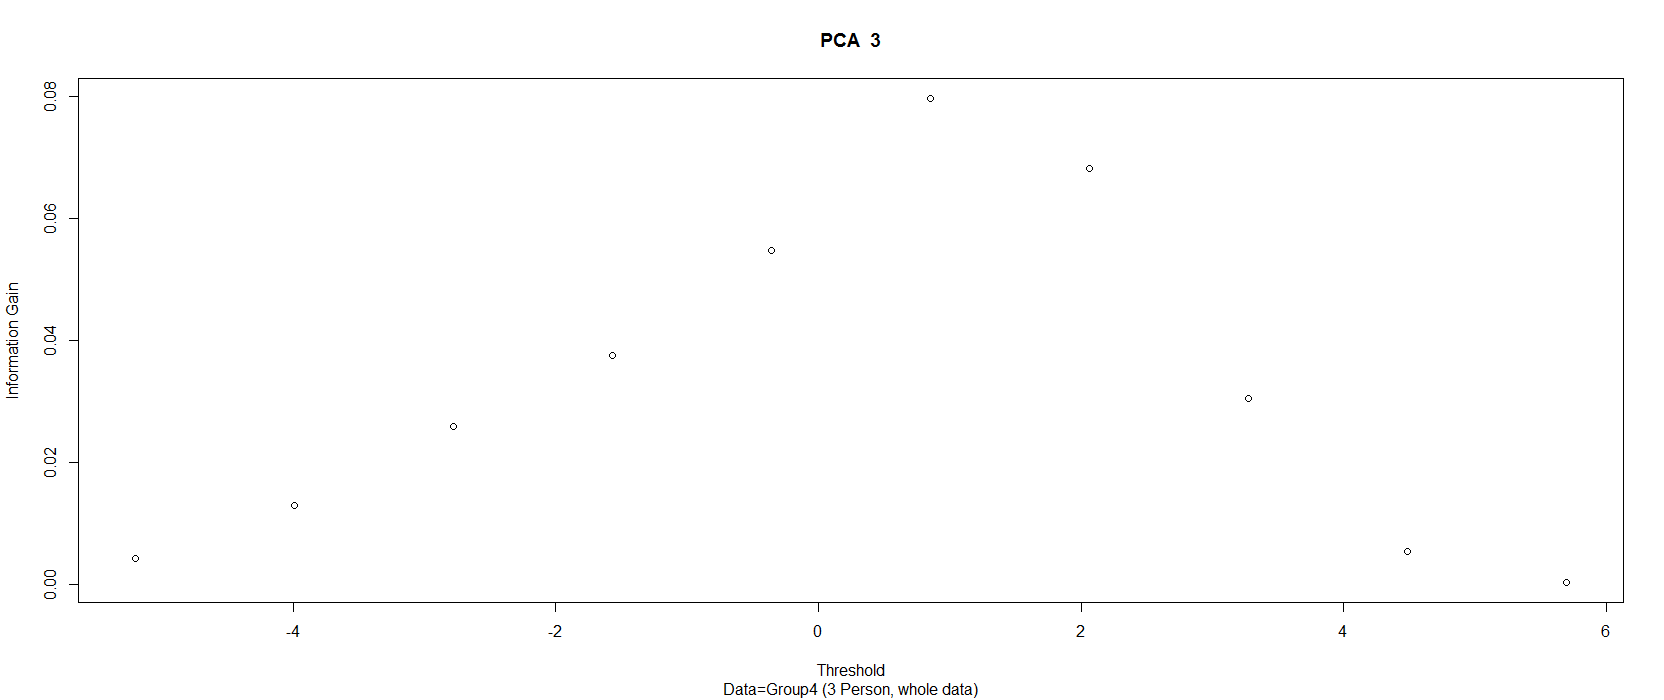 PCA 3
0.08
0.06
0.04
0.02
0.00
Information Gain
-4
-2
0
2
4
6
Threshold
Data=Group4 (3 Person, whole data)